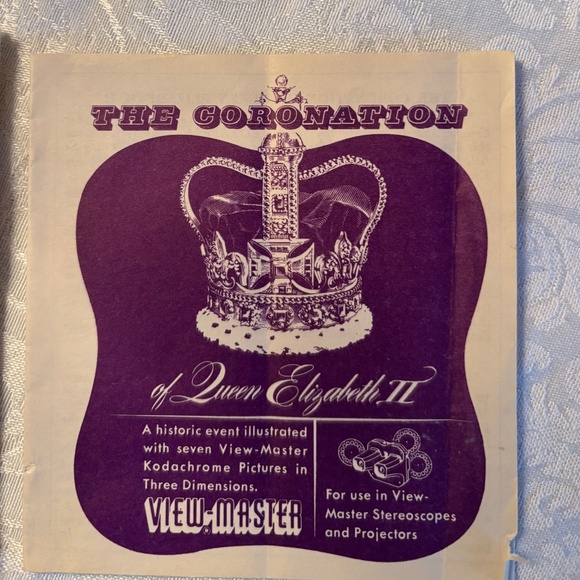 THE CORONATION
of Queen Elizabeth II
A historic event illustrated
with seven View-Master
Kodachrome Pictures in
Three Dimensions.
VIEW-MASTER
For use in View-
Master Stereoscopes
and Projectors